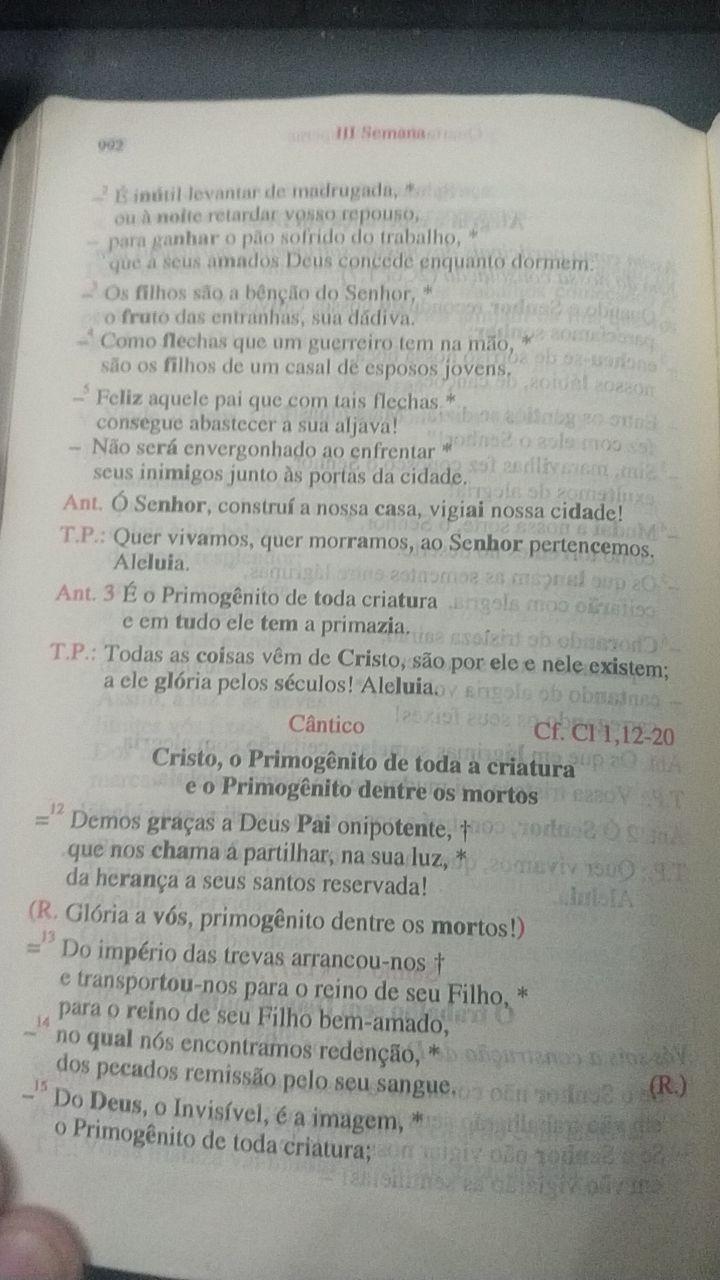 992
III Semana
–² É inútil levantar de madrugada, *
ou à noite retardar vosso repouso,
– para ganhar o pão sofrido do trabalho, *
que a seus amados Deus concede enquanto dormem.
–³ Os filhos são a bênção do Senhor, *
o fruto das entranhas, sua dádiva.
–⁴ Como flechas que um guerreiro tem na mão, *
são os filhos de um casal de esposos jovens.
–⁵ Feliz aquele pai que com tais flechas *
consegue abastecer a sua aljava!
– Não será envergonhado ao enfrentar *
seus inimigos junto às portas da cidade.
Ant. Ó Senhor, construí a nossa casa, vigiai nossa cidade!
T.P.: Quer vivamos, quer morramos, ao Senhor pertencemos.
Aleluia.
Ant. 3 É o Primogênito de toda criatura
e em tudo ele tem a primazia.
T.P.: Todas as coisas vêm de Cristo, são por ele e nele existem;
a ele glória pelos séculos! Aleluia.
Cântico Cf. Cl 1,12-20
Cristo, o Primogênito de toda a criatura
e o Primogênito dentre os mortos
=¹² Demos graças a Deus Pai onipotente, †
que nos chama a partilhar, na sua luz, *
da herança a seus santos reservada!
(R. Glória a vós, primogênito dentre os mortos!)
=¹³ Do império das trevas arrancou-nos †
e transportou-nos para o reino de seu Filho, *
para o reino de seu Filho bem-amado,
–¹⁴ no qual nós encontramos redenção, *
dos pecados remissão pelo seu sangue. (R.)
–¹⁵ Do Deus, o Invisível, é a imagem, *
o Primogênito de toda criatura;